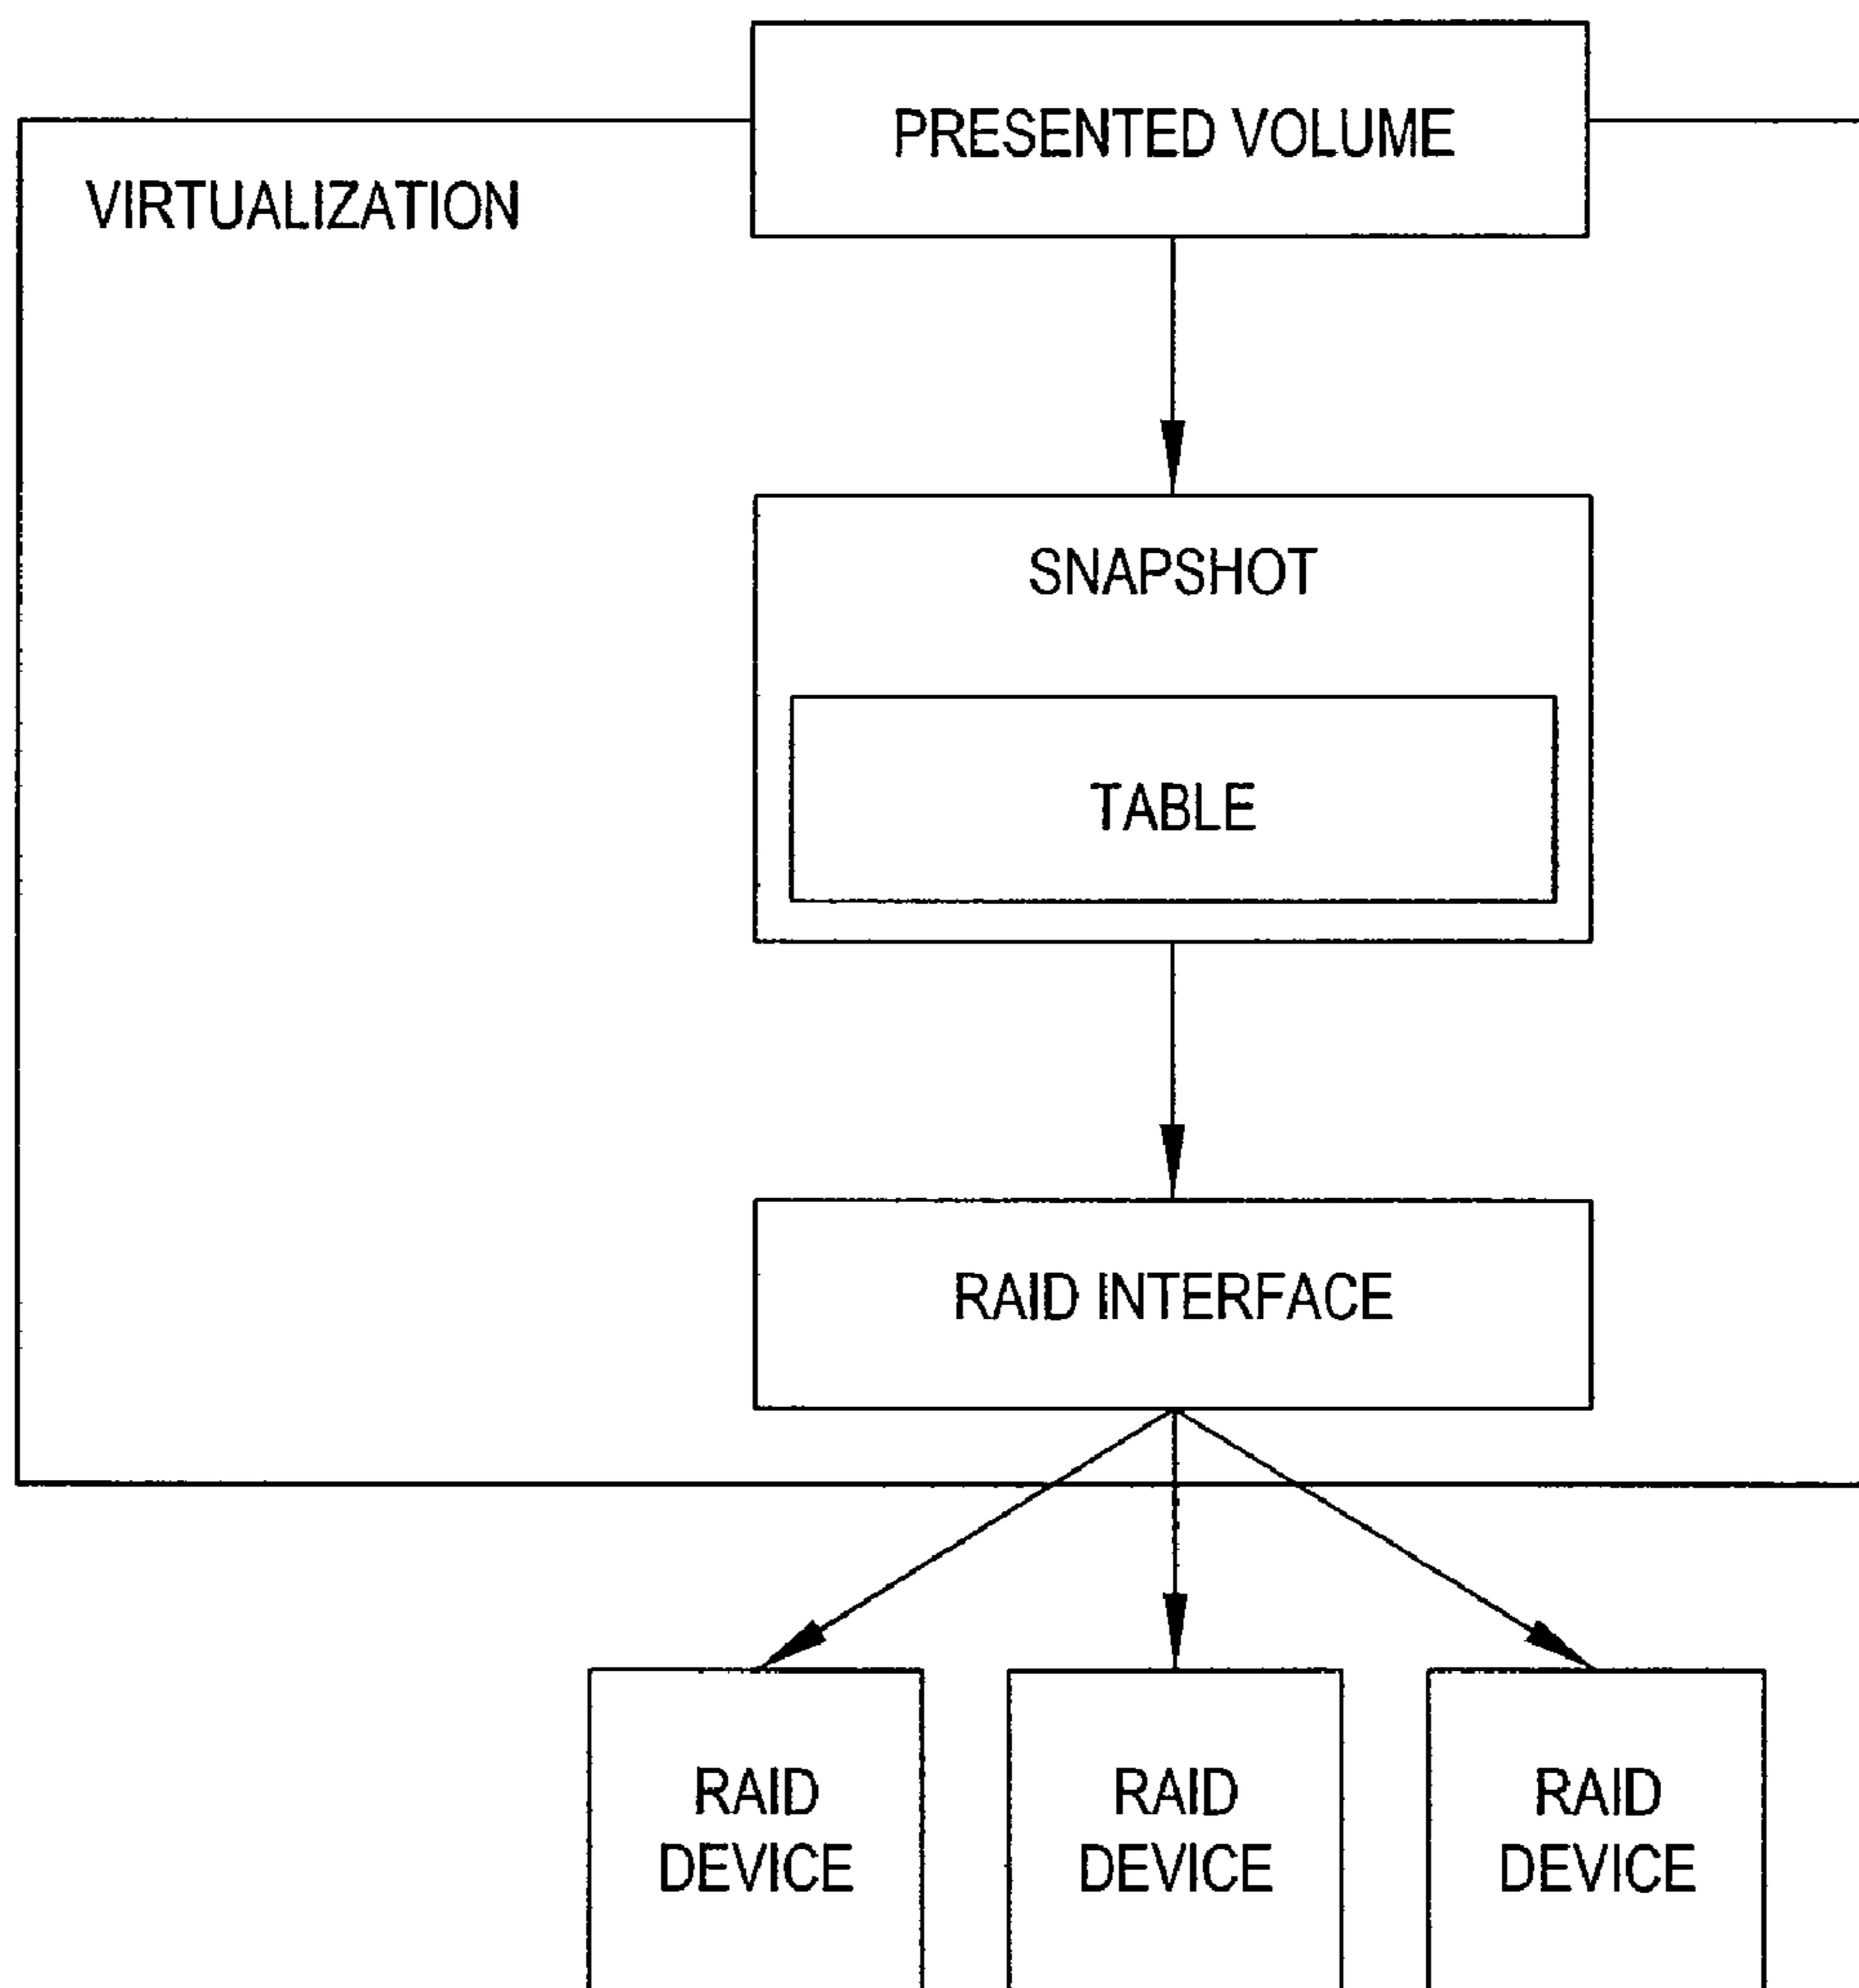 PRESENTED VOLUME
VIRTUALIZATION
SNAPSHOT
TABLE
RAID INTERFACE
RAID
DEVICE
RAID
DEVICE
RAID
DEVICE